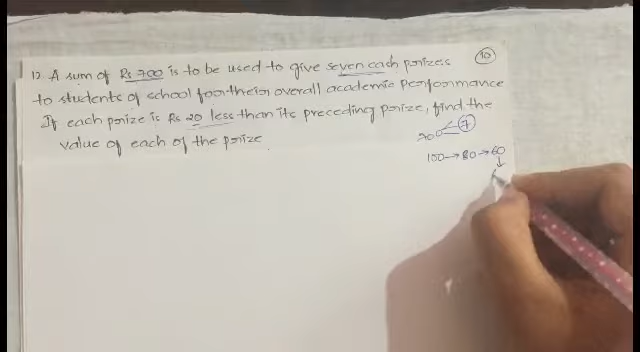 12. A sum of Rs 700 is to be used to give seven cach prizes
10
to students of school for their overall academic performance
If each prize is Rs 20 less than its preceding prize, find the
value of each of the prize.
700
7
100→80→60